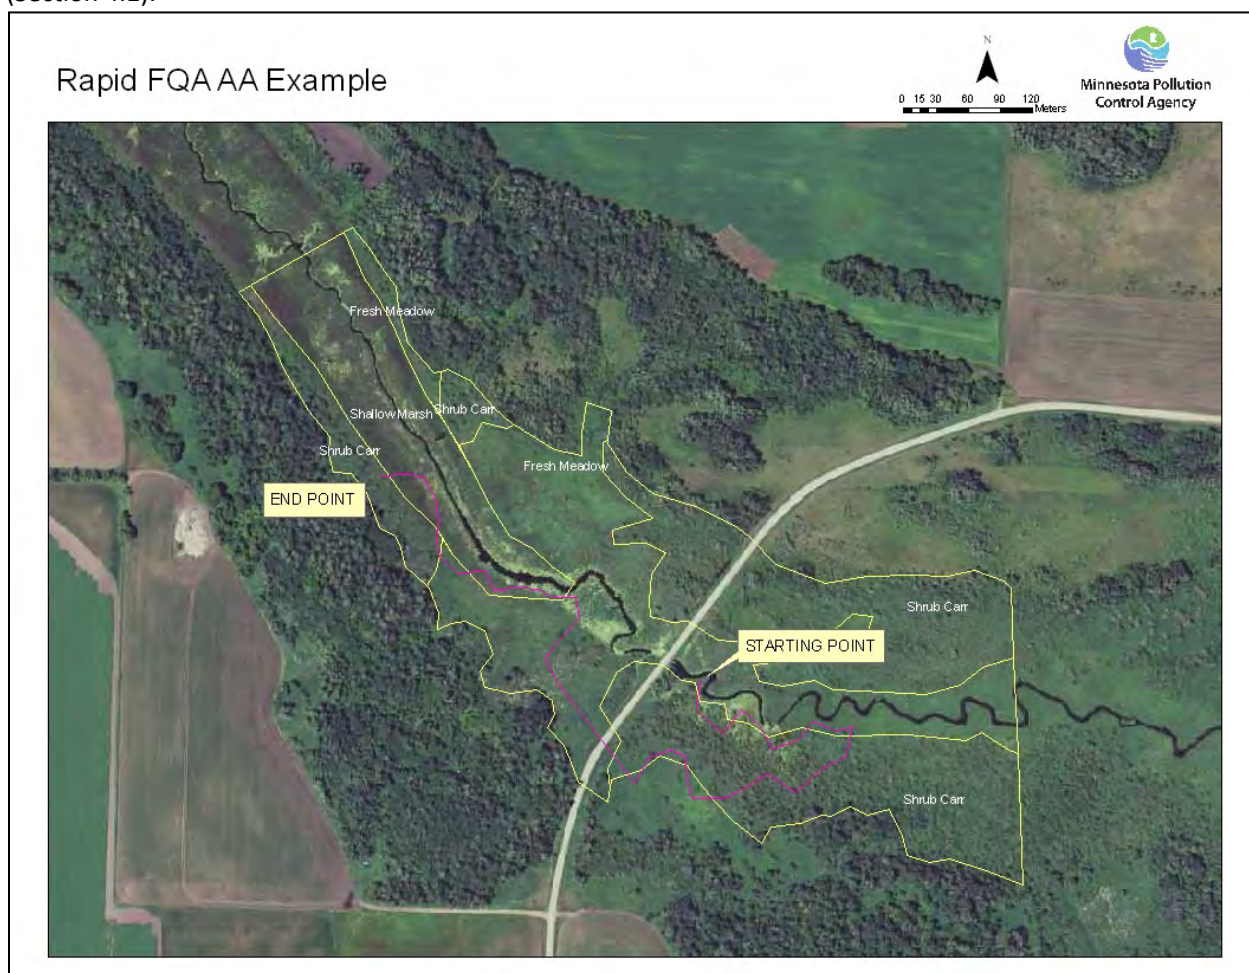 (Section 4.2).
Rapid FQA AA Example
N
0 15 30 60 90 120
Meters
Minnesota Pollution
Control Agency
Fresh Meadow
Shallow Marsh
Shrub Carr
Shrub Carr
Fresh Meadow
END POINT
Shrub Carr
STARTING POINT
Shrub Carr